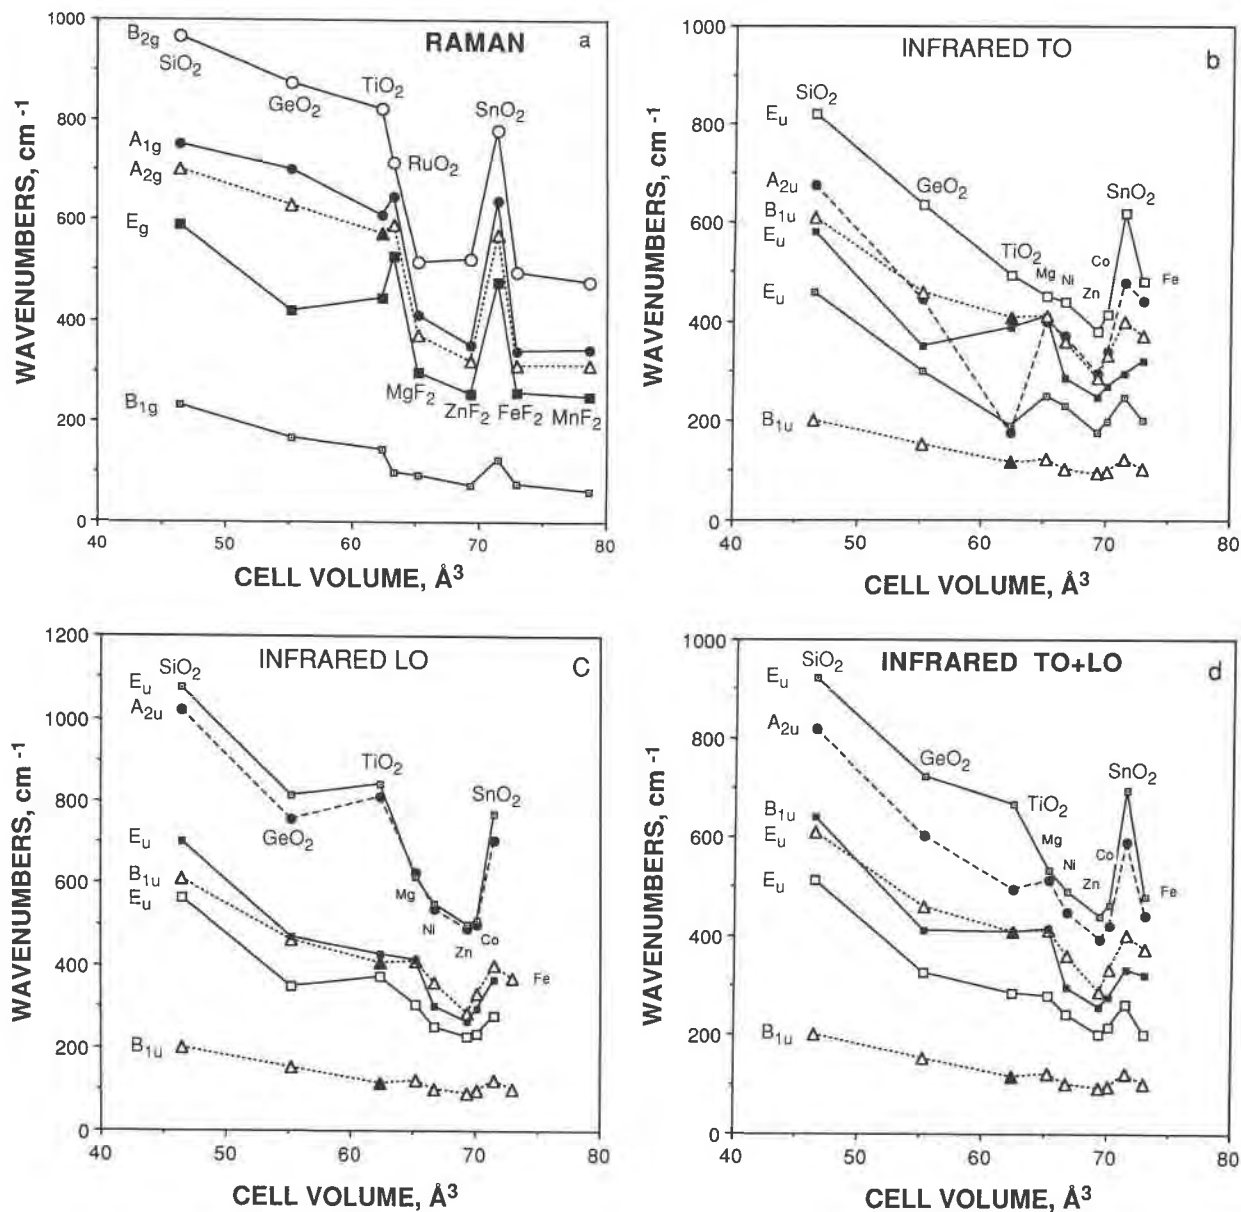 RAMAN
a
B2g
SiO2
GeO2
TiO2
SnO2
RuO2
A1g
A2g
Eg
B1g
MgF2
ZnF2
FeF2
MnF2
1000
800
600
400
200
0
40
50
60
70
80
WAVENUMBERS, cm -1
CELL VOLUME, Å3
INFRARED TO
b
SiO2
Eu
A2u
B1u
Eu
Eu
B1u
GeO2
TiO2
Mg
Ni
Zn
Co
SnO2
Fe
1000
800
600
400
200
0
40
50
60
70
80
WAVENUMBERS, cm -1
CELL VOLUME, Å3
INFRARED LO
C
SiO2
Eu
A2u
GeO2
TiO2
SnO2
Eu
B1u
Eu
B1u
Mg
Ni
Zn
Co
Fe
1200
1000
800
600
400
200
0
40
50
60
70
80
WAVENUMBERS, cm -1
CELL VOLUME, Å3
INFRARED TO+LO
d
SiO2
Eu
A2u
B1u
Eu
Eu
B1u
GeO2
TiO2
Mg
Ni
Zn
Co
SnO2
Fe
1000
800
600
400
200
0
40
50
60
70
80
WAVENUMBERS, cm -1
CELL VOLUME, Å3